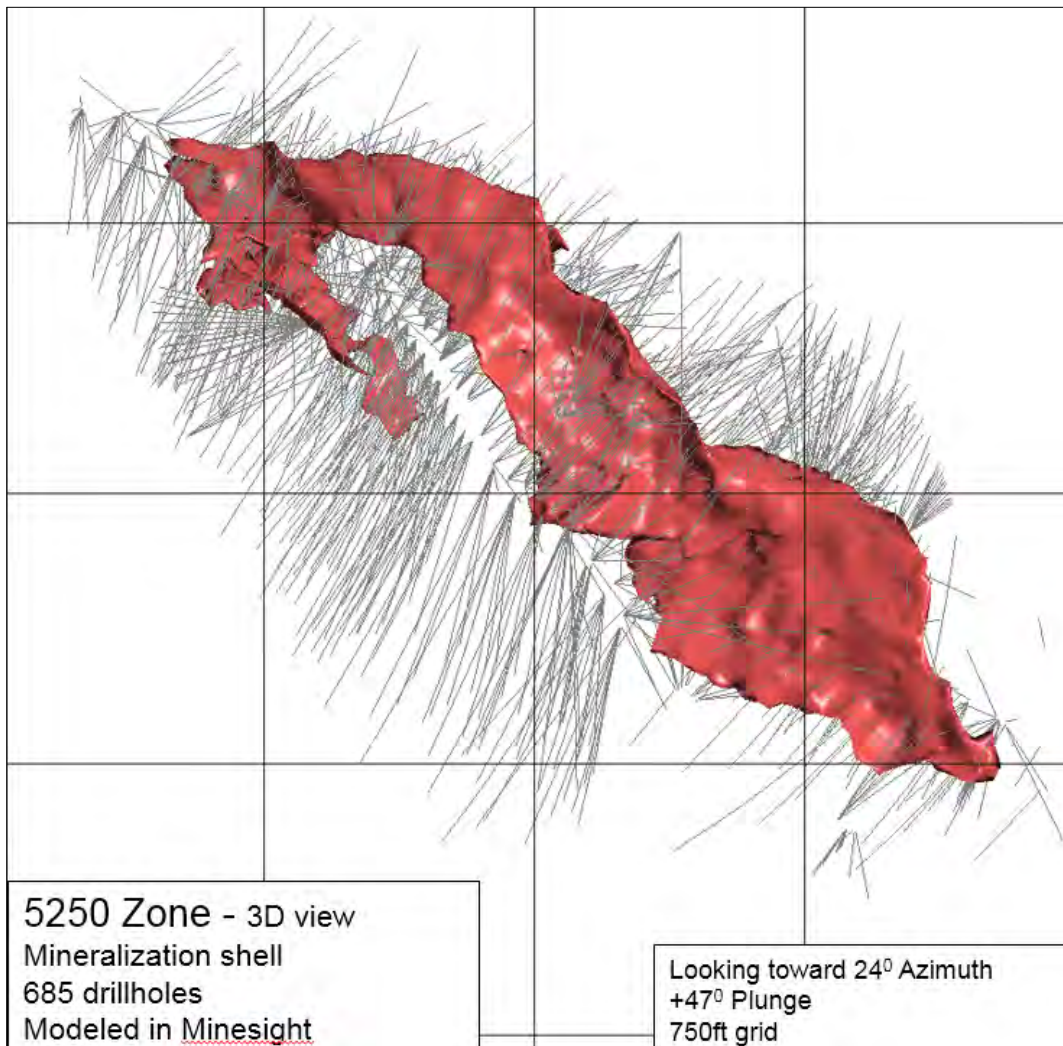 5250 Zone - 3D view
Mineralization shell
685 drillholes
Modeled in Minesight
Looking toward 24⁰ Azimuth
+47⁰ Plunge
750ft grid